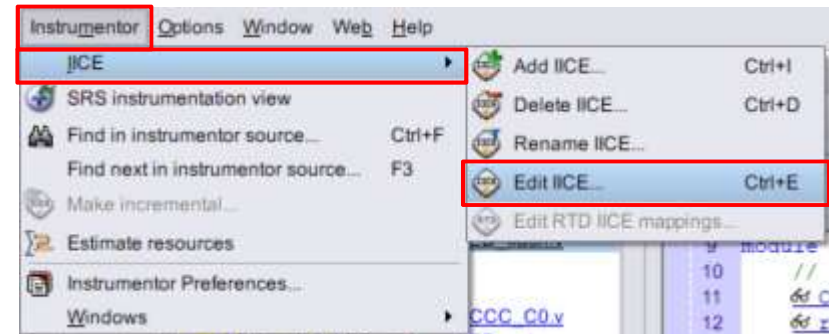 Instrumentor Options Window Web Help
IICE
SRS instrumentation view
Find in instrumentor source... Ctrl+F
Find next in instrumentor source... F3
Make incremental...
Estimate resources
Instrumentor Preferences...
Windows
Add IICE... Ctrl+I
Delete IICE... Ctrl+D
Rename IICE...
Edit IICE... Ctrl+E
Edit RTD IICE mappings...
9 module
10 //
11
12
CCC_C0.v